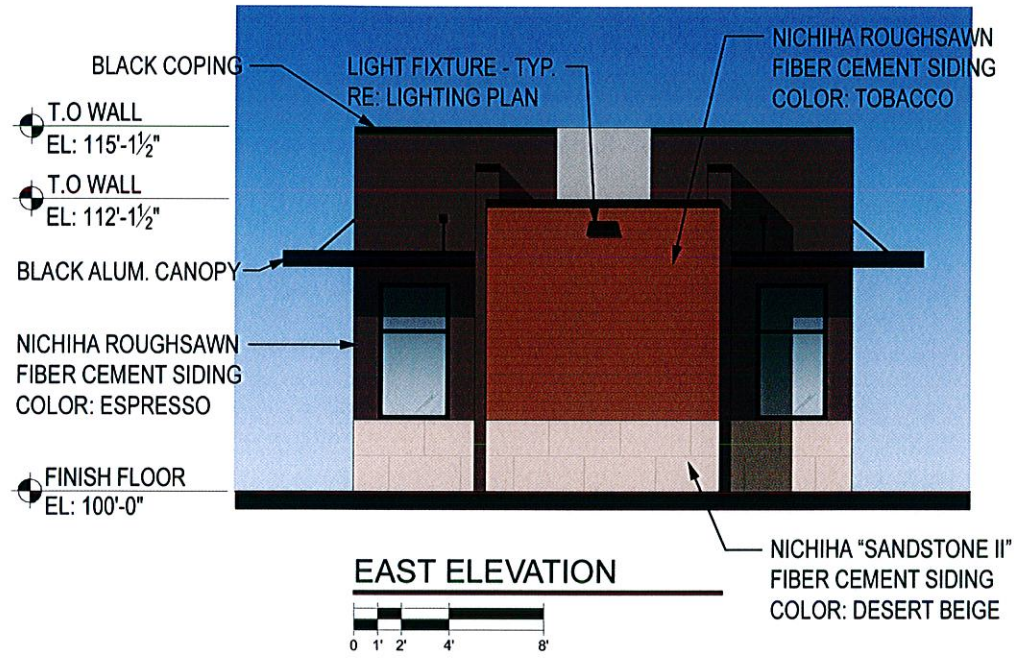 BLACK COPING
LIGHT FIXTURE - TYP.
RE: LIGHTING PLAN
NICHIHA ROUGHSAWN
FIBER CEMENT SIDING
COLOR: TOBACCO
T.O WALL
EL: 115'-1½"
T.O WALL
EL: 112'-1½"
BLACK ALUM. CANOPY
NICHIHA ROUGHSAWN
FIBER CEMENT SIDING
COLOR: ESPRESSO
FINISH FLOOR
EL: 100'-0"
NICHIHA “SANDSTONE II”
FIBER CEMENT SIDING
COLOR: DESERT BEIGE
EAST ELEVATION
0 1' 2' 4' 8'